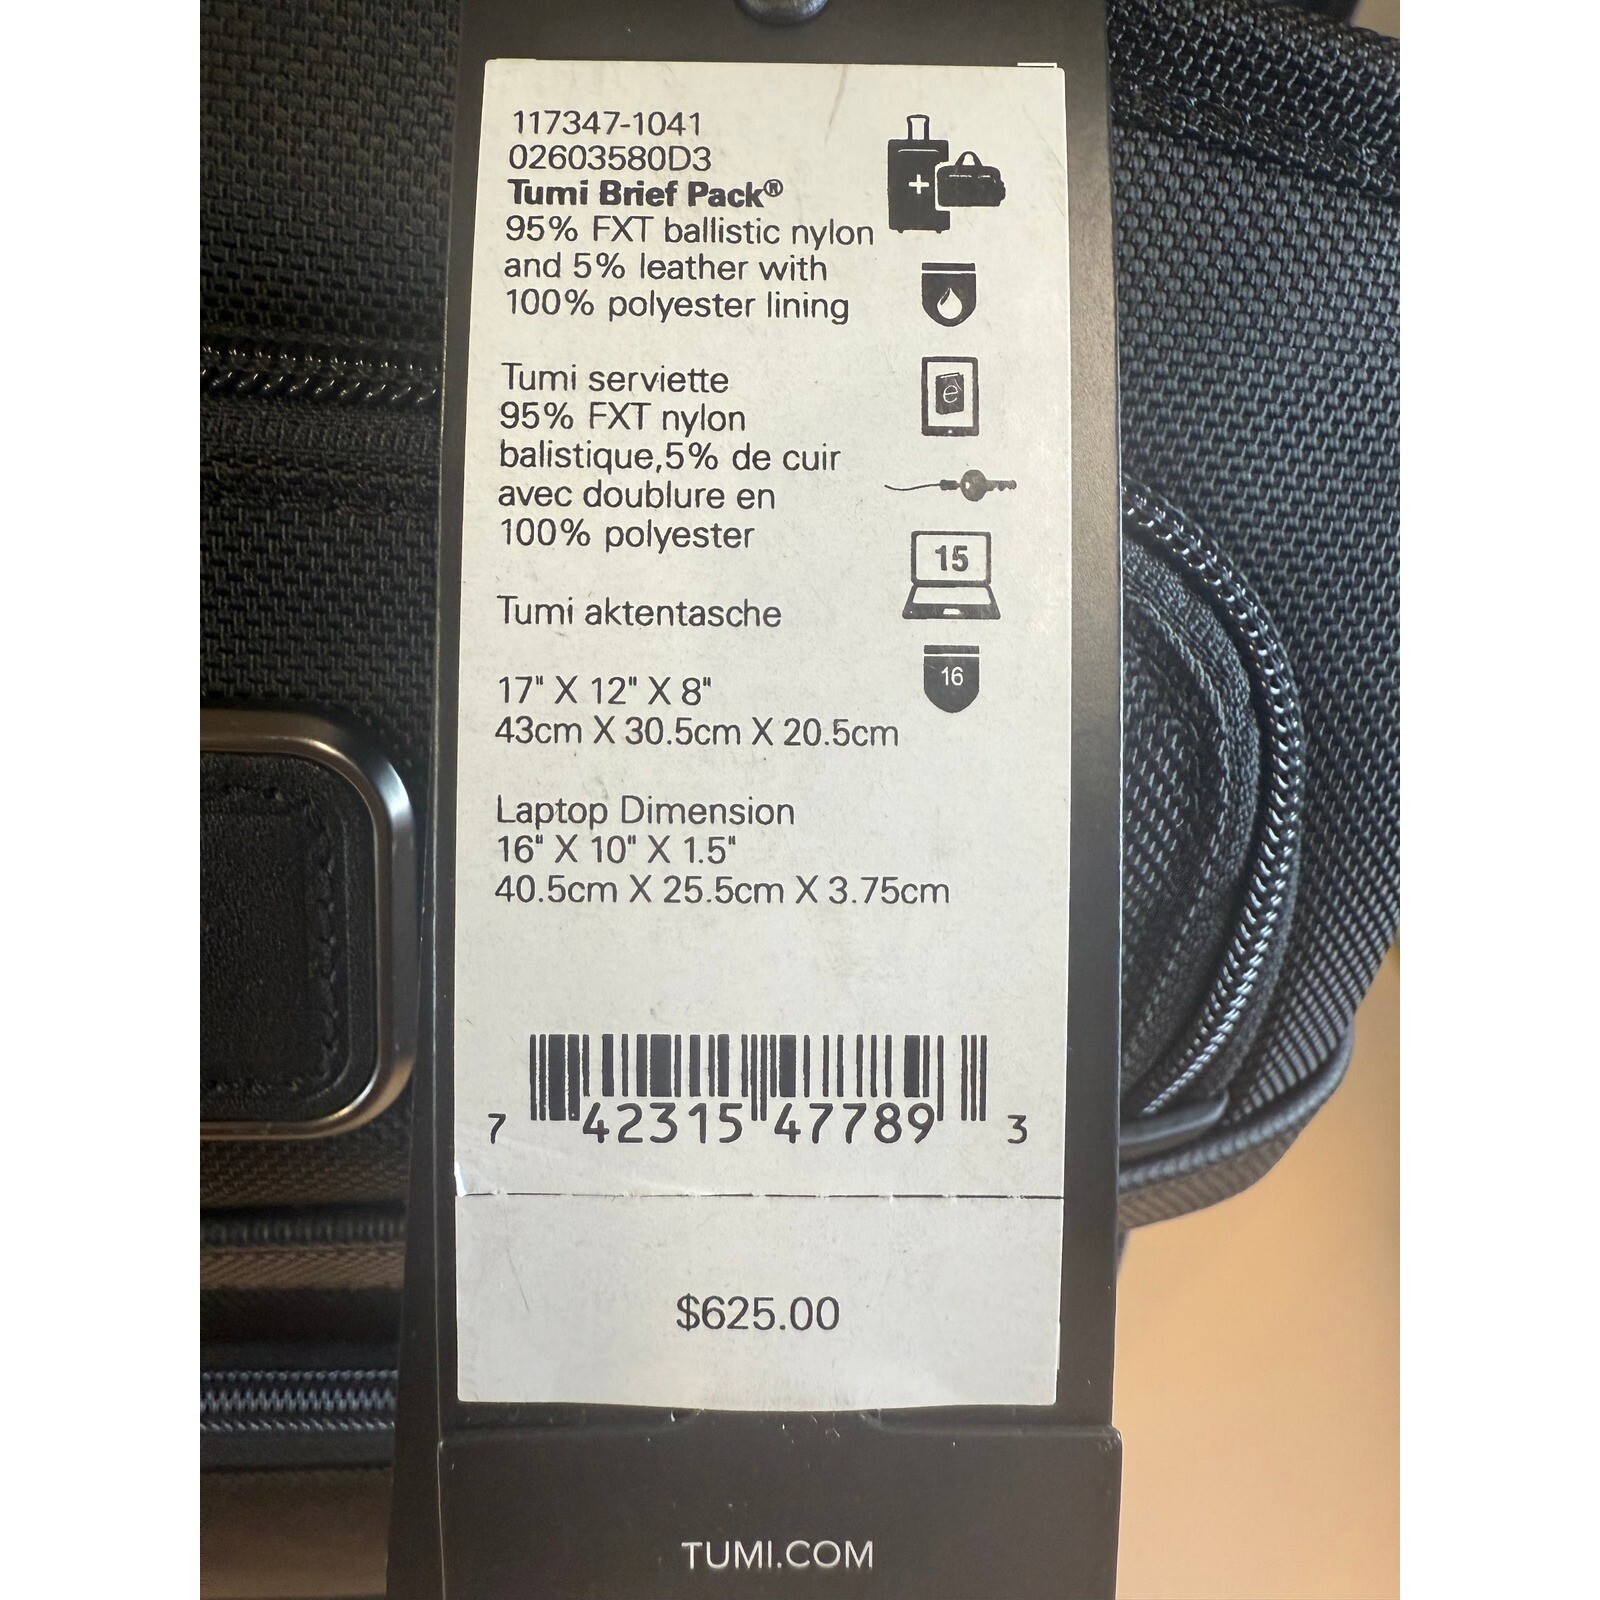 117347-1041
02603580D3
Tumi Brief Pack®
95% FXT ballistic nylon
and 5% leather with
100% polyester lining
e
Tumi serviette
95% FXT nylon
balistique,5% de cuir
avec doublure en
100% polyester
15
Tumi aktentasche
16
17" X 12" X 8"
43cm X 30.5cm X 20.5cm
Laptop Dimension
16" X 10" X 1.5"
40.5cm X 25.5cm X 3.75cm
7 42315 47789 3
$625.00
TUMI.COM